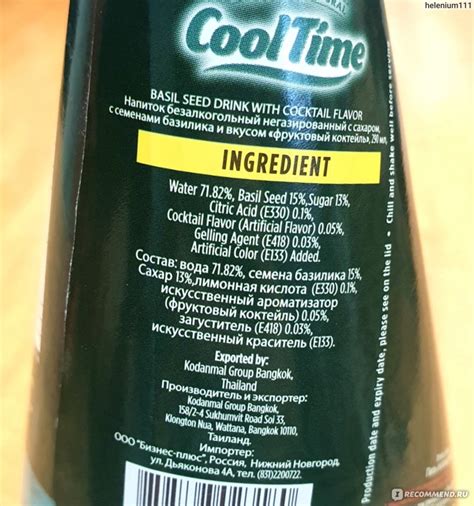 helenium111
NATURAL
CoolTime
BASIL SEED DRINK WITH COCKTAIL FLAVOR
Напиток безалкогольный негазированный с сахаром,
с семенами базилика и вкусом «фруктовый коктейль», 290 мл,
INGREDIENT
Water 71.82%, Basil Seed 15%,Sugar 13%,
Citric Acid (E330) 0.1%,
Cocktail Flavor (Artificial Flavor) 0.05%,
Gelling Agent (E418) 0.03%,
Artificial Color (E133) Added.
Состав: вода 71.82%, семена базилика 15%,
Сахар 13%,лимонная кислота (E330) 0.1%,
искусственный ароматизатор
(фруктовый коктейль) 0.05%,
загуститель (E418) 0.03%,
искусственный краситель (E133).
Exported by:
Kodanmal Group Bangkok,
Thailand
Производитель и экспортер:
Kodanmal Group Bangkok,
158/2-4 Sukhumvit Road Soi 33,
Klongton Nua, Wattana, Bangkok 10110,
Таиланд.
Импортер:
ООО "Бизнес-плюс", Россия, Нижний Новгород,
ул. Дьяконова 4А, тел. (831)2200722.
Production date and expiry date, please see on the lid • Chill and shake well before serving
RECOMMEND.RU